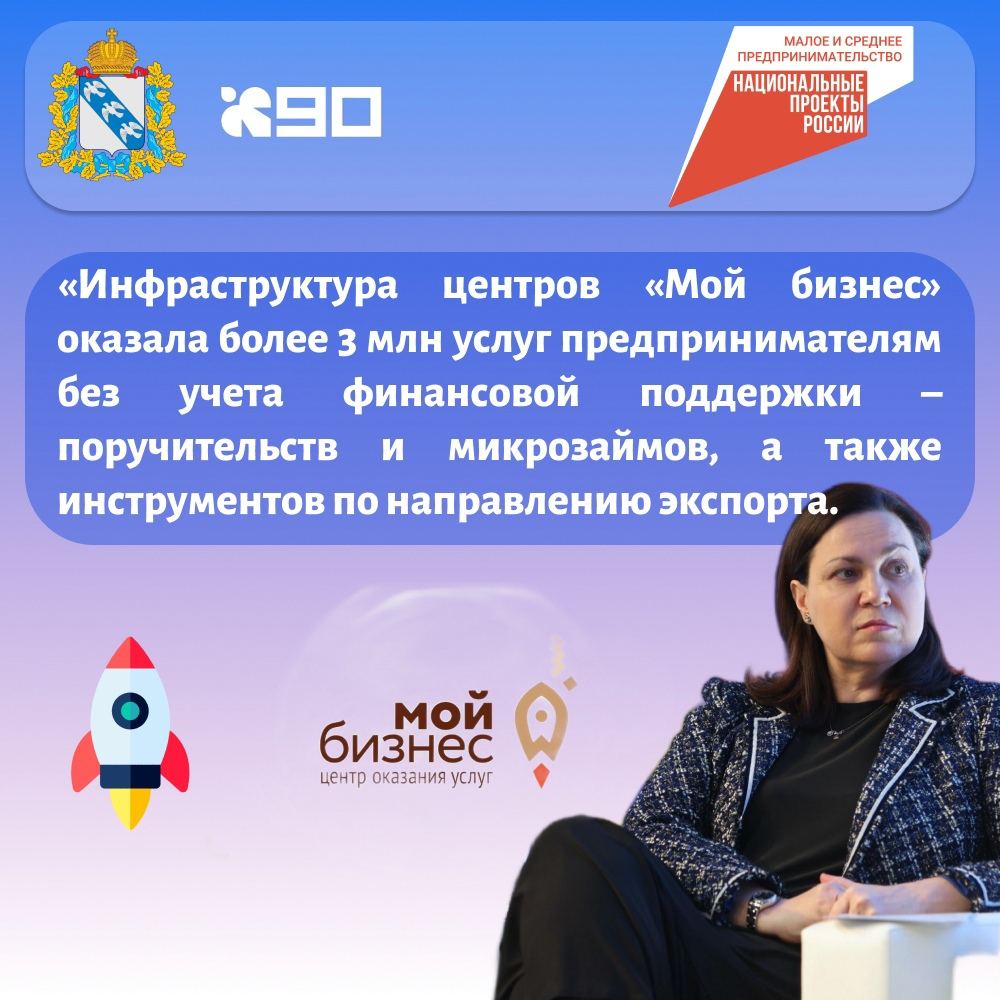 К90
МАЛОЕ И СРЕДНЕЕ
ПРЕДПРИНИМАТЕЛЬСТВО
НАЦИОНАЛЬНЫЕ
ПРОЕКТЫ
РОССИИ
«Инфраструктура центров «Мой бизнес»
оказала более 3 млн услуг предпринимателям
без учета финансовой поддержки –
поручительств и микрозаймов, а также
инструментов по направлению экспорта.
мой
бизнес
центр оказания услуг